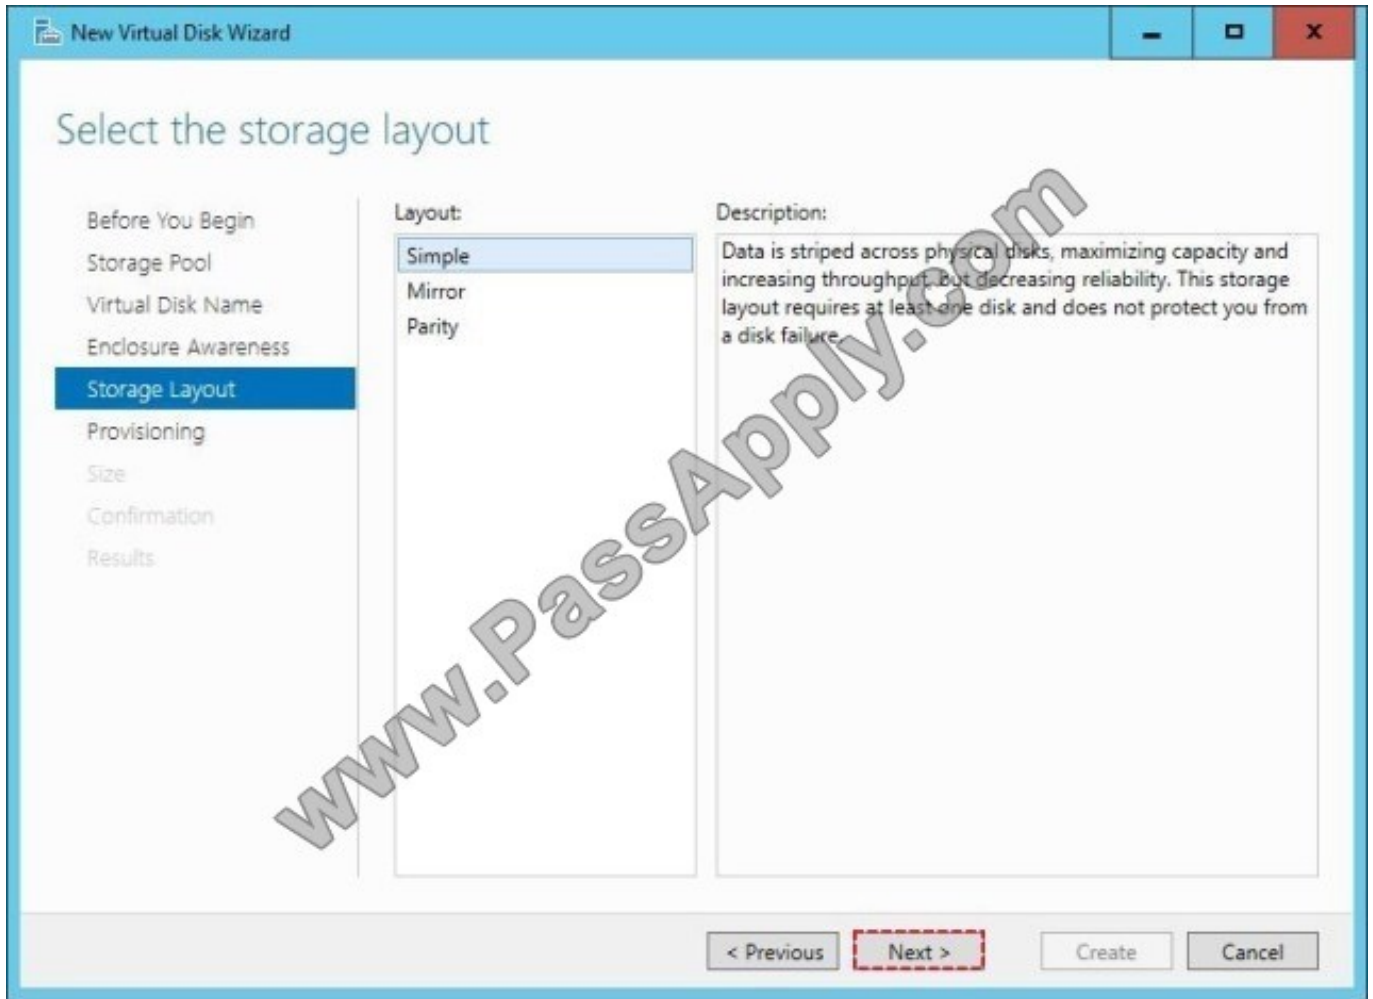 New Virtual Disk Wizard
Select the storage layout
Before You Begin
Storage Pool
Virtual Disk Name
Enclosure Awareness
Storage Layout
Provisioning
Size
Confirmation
Results
Layout:
Simple
Mirror
Parity
Description:
Data is striped across physical disks, maximizing capacity and
increasing throughput, but decreasing reliability. This storage
layout requires at least one disk and does not protect you from
a disk failure.
www.PassApply.com
< Previous
Next >
Create
Cancel